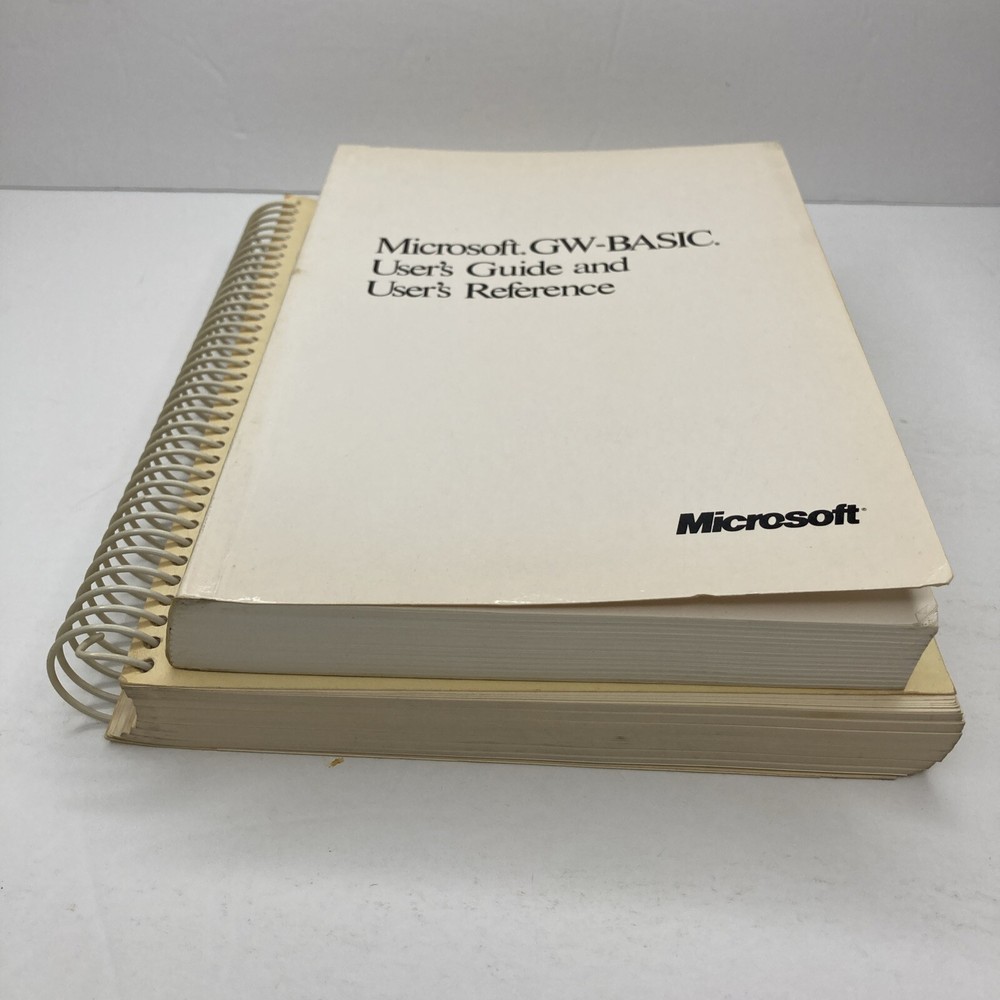 Microsoft. GW-BASIC.
User's Guide and
User's Reference
Microsoft